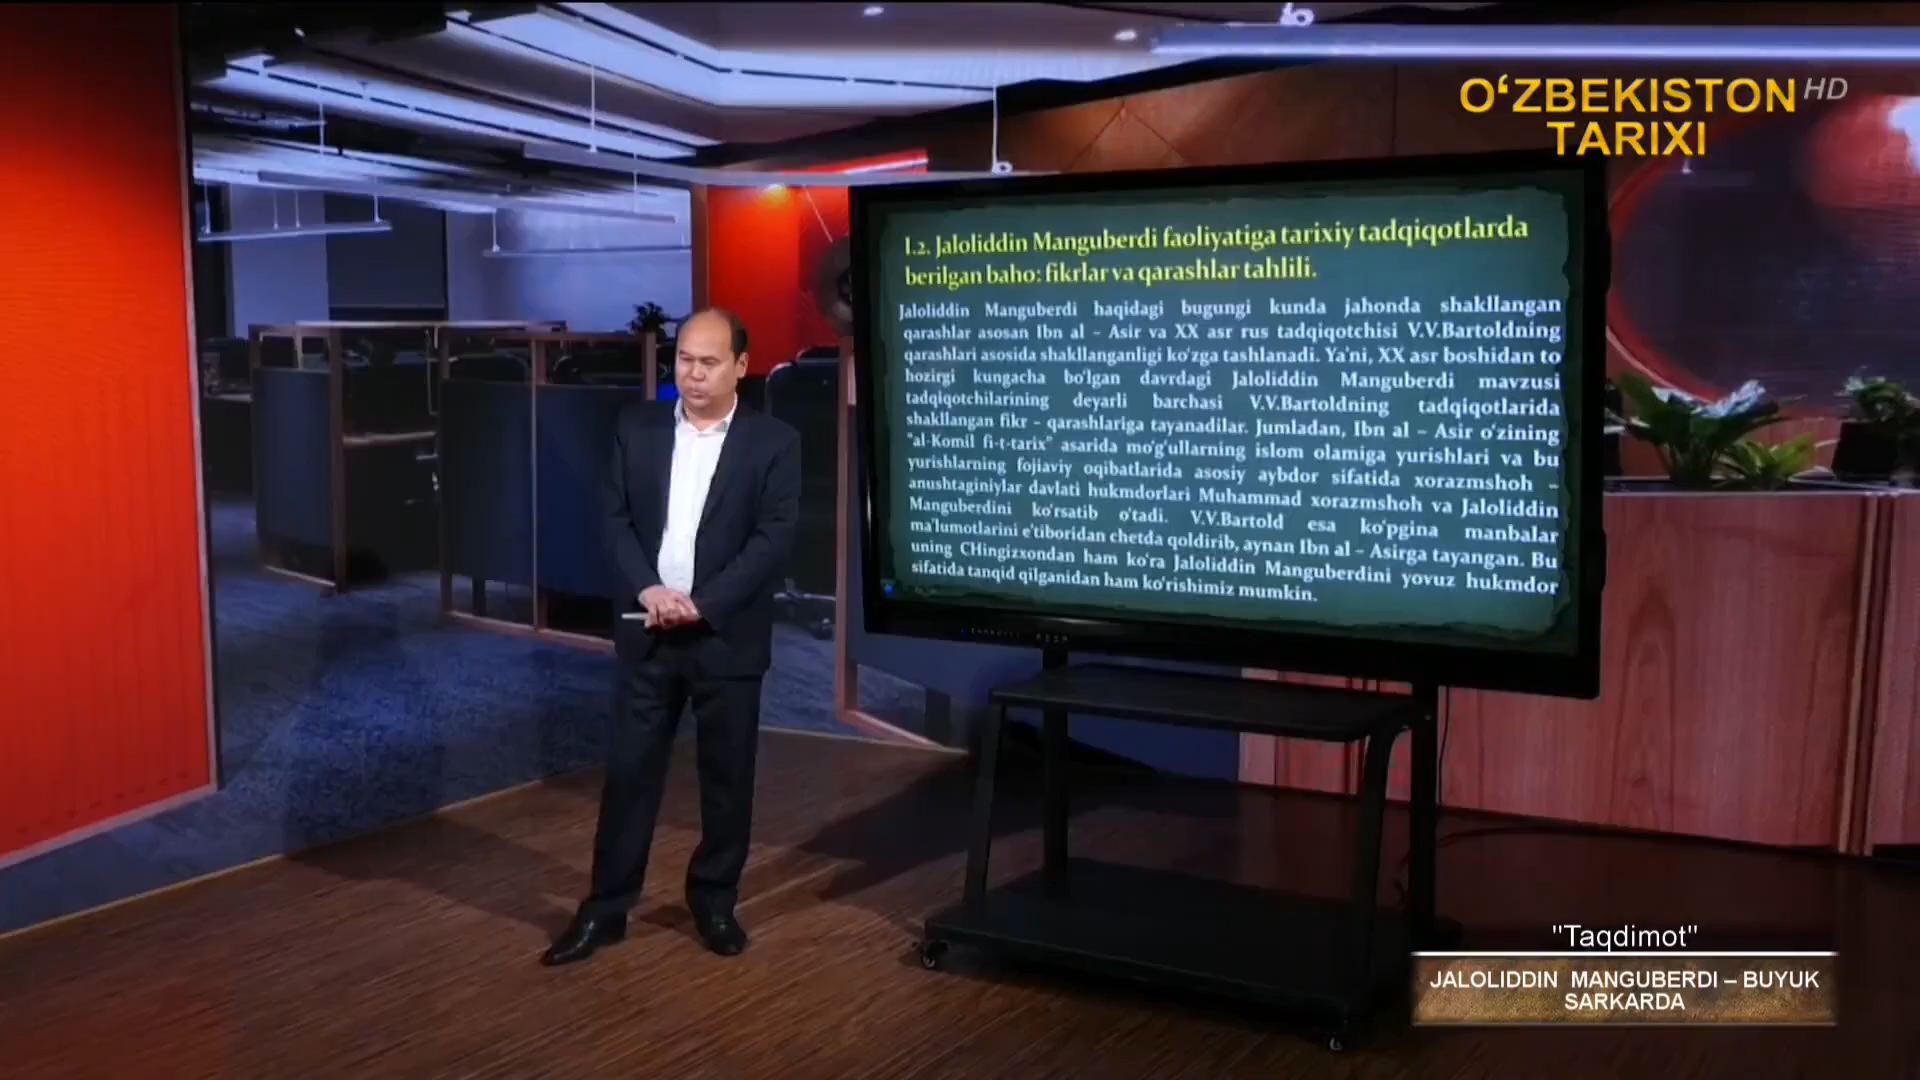 O‘ZBEKISTON HD
TARIXI
I.2. Jaloliddin Manguberdi faoliyatiga tarixiy tadqiqotlarda
berilgan baho: fikrlar va qarashlar tahlili.
Jaloliddin Manguberdi haqidagi bugungi kunda jahonda shakllangan
qarashlar asosan Ibn al – Asir va XX asr rus tadqiqotchisi V.V.Bartoldning
qarashlari asosida shakllanganligi ko‘zga tashlanadi. Ya'ni, XX asr boshidan to
hozirgi kungacha bo‘lgan davrdagi Jaloliddin Manguberdi mavzusi
tadqiqotchilarining deyarli barchasi V.V.Bartoldning tadqiqotlarida
shakllangan fikr – qarashlariga tayanadilar. Jumladan, Ibn al – Asir o‘zining
"al-Komil fi-t-tarix" asarida mo‘g‘ullarning islom olamiga yurishlari va bu
yurishlarning fojiaviy oqibatlarida asosiy aybdor sifatida xorazmshoh –
anushtaginiylar davlati hukmdorlari Muhammad xorazmshoh va Jaloliddin
Manguberdini ko‘rsatib o‘tadi. V.V.Bartold esa ko‘pgina manbalar
ma'lumotlarini e'tiboridan chetda qoldirib, aynan Ibn al – Asirga tayangan. Bu
uning CHingizxondan ham ko‘ra Jaloliddin Manguberdini yovuz hukmdor
sifatida tanqid qilganidan ham ko‘rishimiz mumkin.
"Taqdimot"
JALOLIDDIN MANGUBERDI – BUYUK
SARKARDA